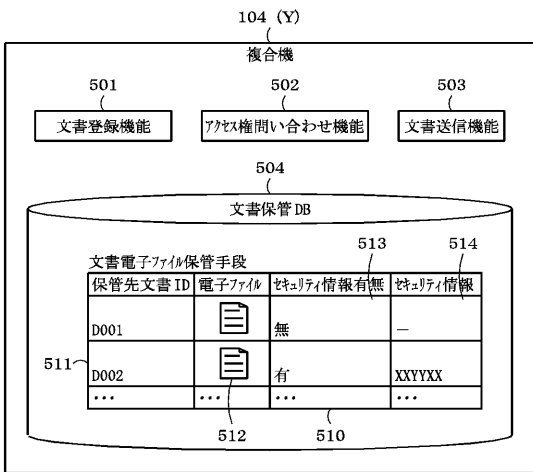 104 (Y)
複合機
501 502 503
文書登録機能 アクセス権問い合わせ機能 文書送信機能
504
文書保管DB
513 514
文書電子ファイル保管手段
保管先文書ID 電子ファイル セキュリティ情報有無 セキュリティ情報
D001 無 －
511
D002 有 XXYYXX
・・・ ・・・ ・・・ ・・・
512 510